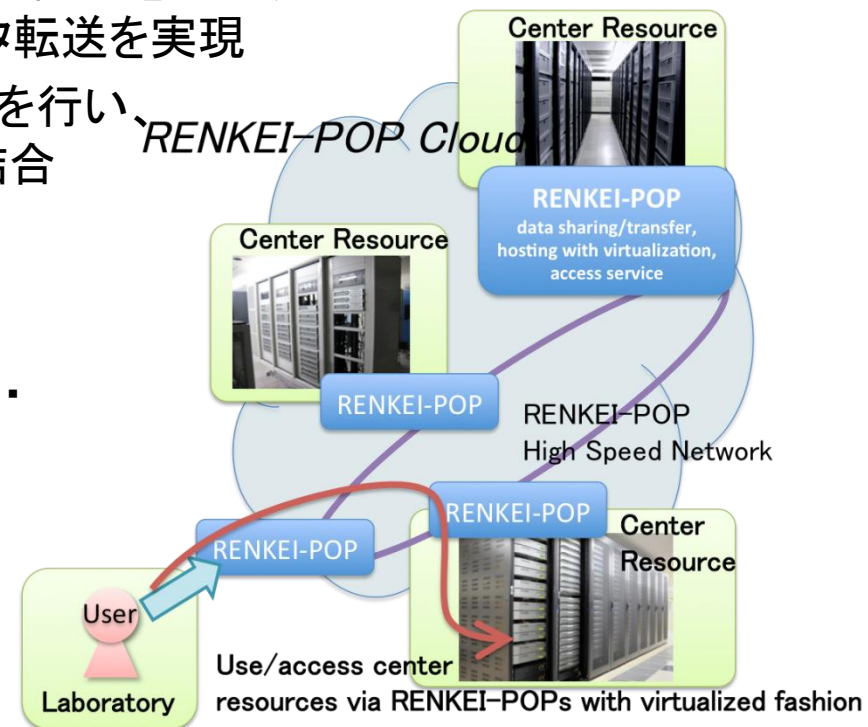 タ転送を実現
を行い、
結合
RENKEI-POP Cloud
Center Resource
RENKEI-POP
data sharing/transfer,
hosting with virtualization,
access service
Center Resource
RENKEI-POP
RENKEI-POP
High Speed Network
RENKEI-POP
Center
Resource
RENKEI-POP
User
Laboratory
Use/access center
resources via RENKEI-POPs with virtualized fashion